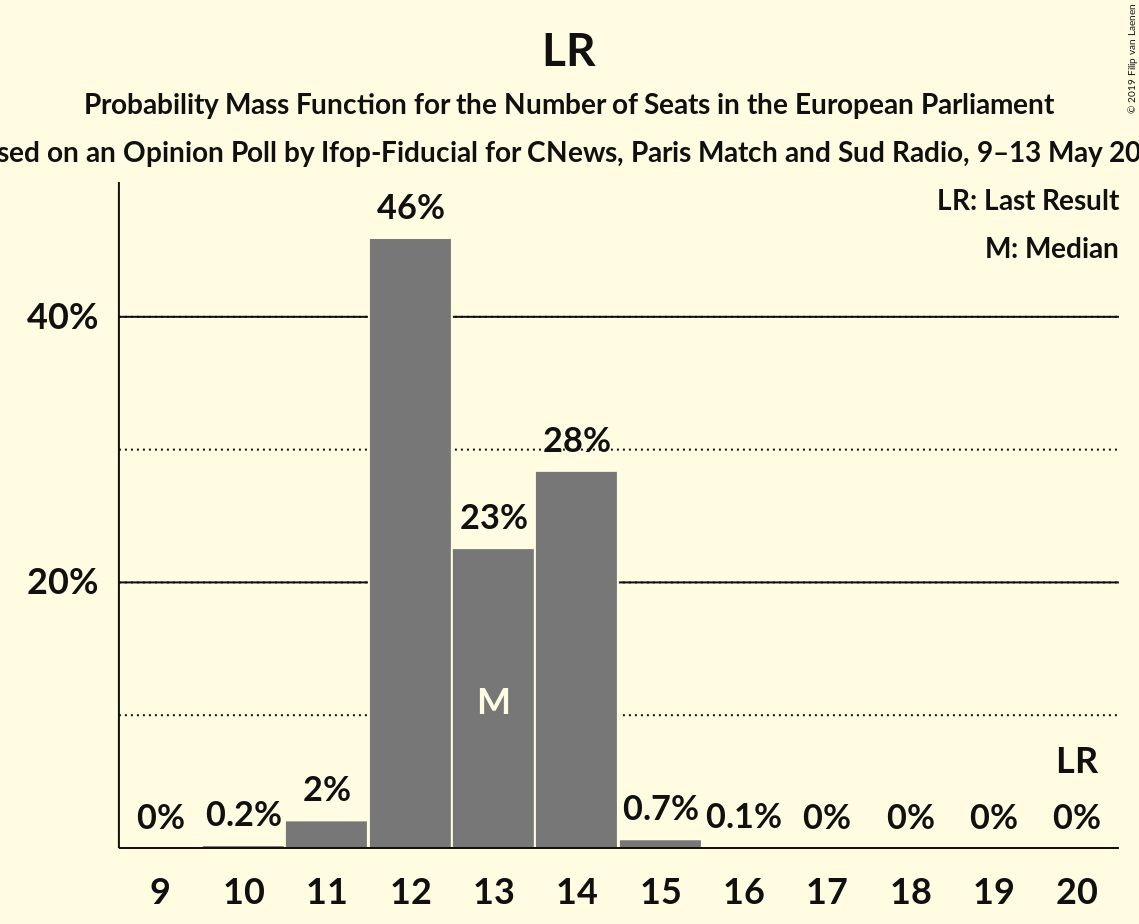 LR
Probability Mass Function for the Number of Seats in the European Parliament
sed on an Opinion Poll by Ifop-Fiducial for CNews, Paris Match and Sud Radio, 9–13 May 20
© 2019 Filip van Laenen
LR: Last Result
M: Median
46%
40%
28%
23%
20%
M
LR
2%
0% 0.2% 0.7% 0.1% 0% 0% 0% 0%
9 10 11 12 13 14 15 16 17 18 19 20